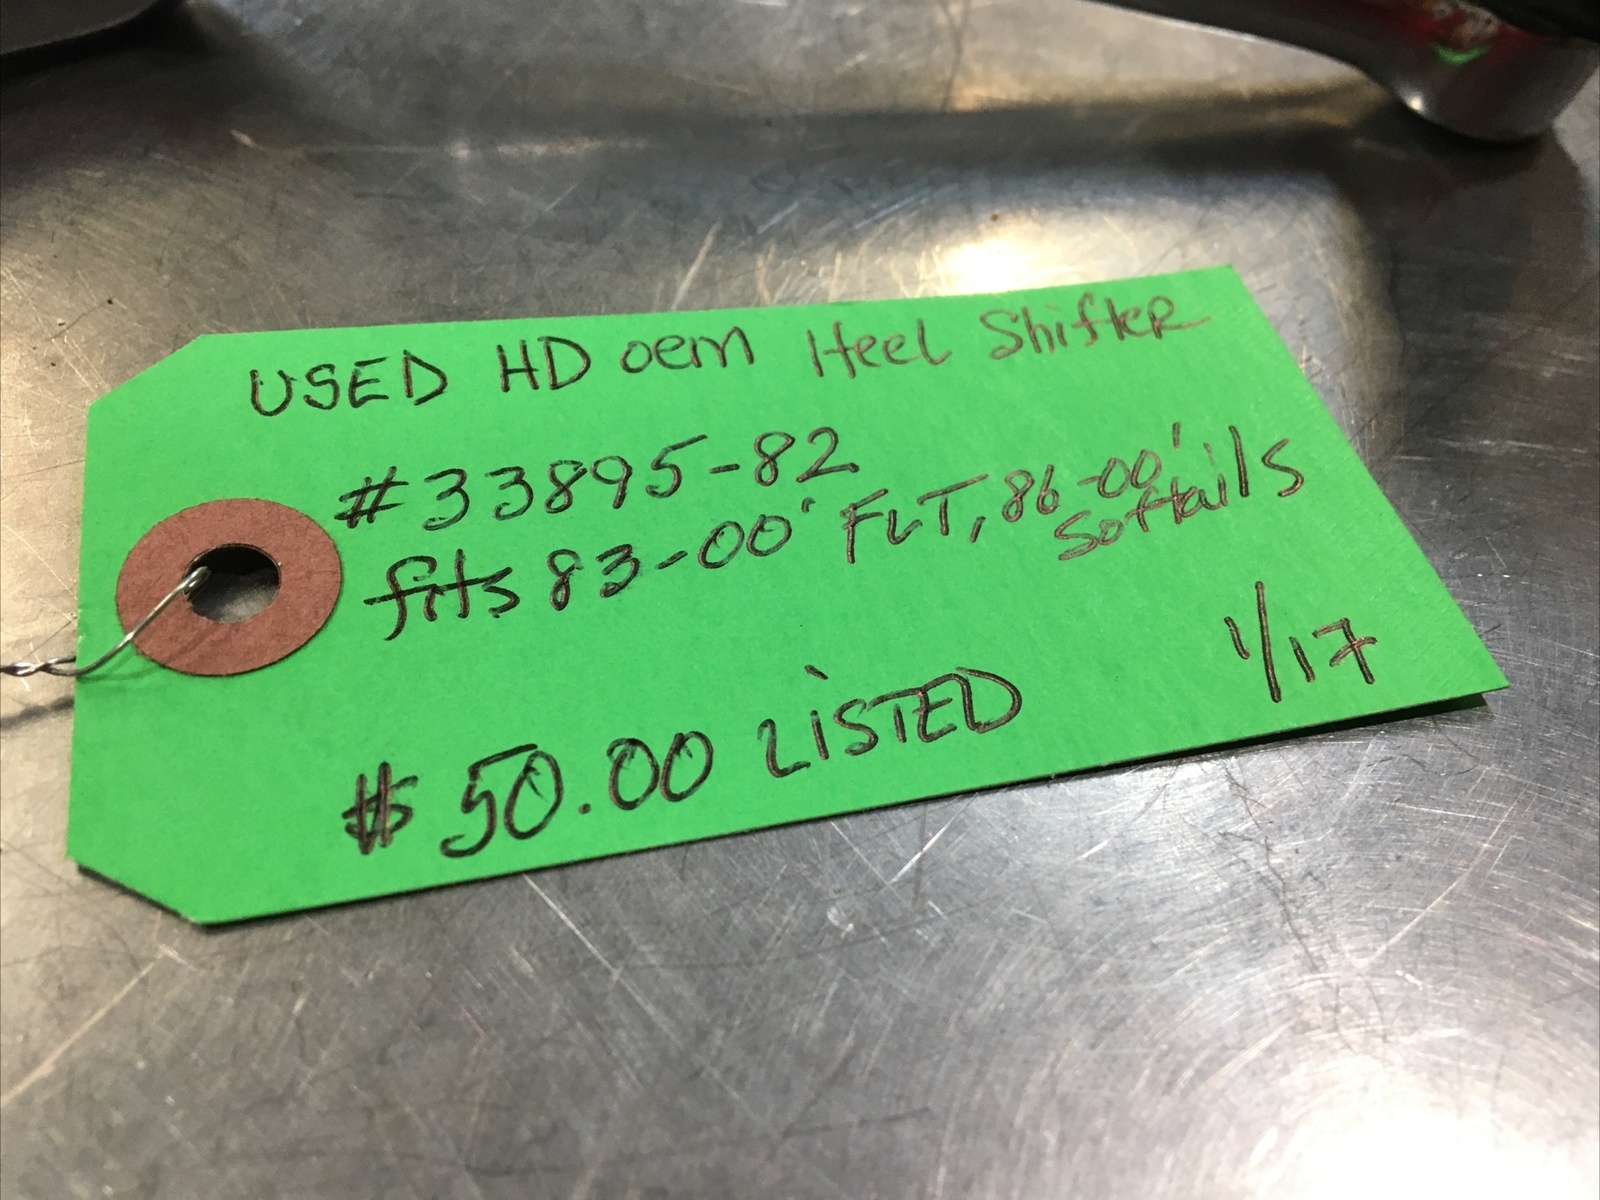 USED HD oem Heel Shifter
#33895-82
fits 83-00' FLT, 86-00'
Softails
1/17
$50.00 LiSTED